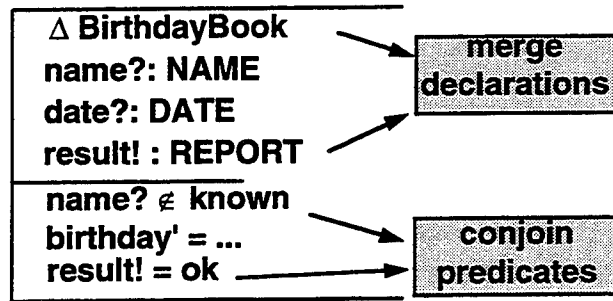 Δ BirthdayBook
name?: NAME
date?: DATE
result! : REPORT
name? ∉ known
birthday' = ...
result! = ok
merge
declarations
conjoin
predicates